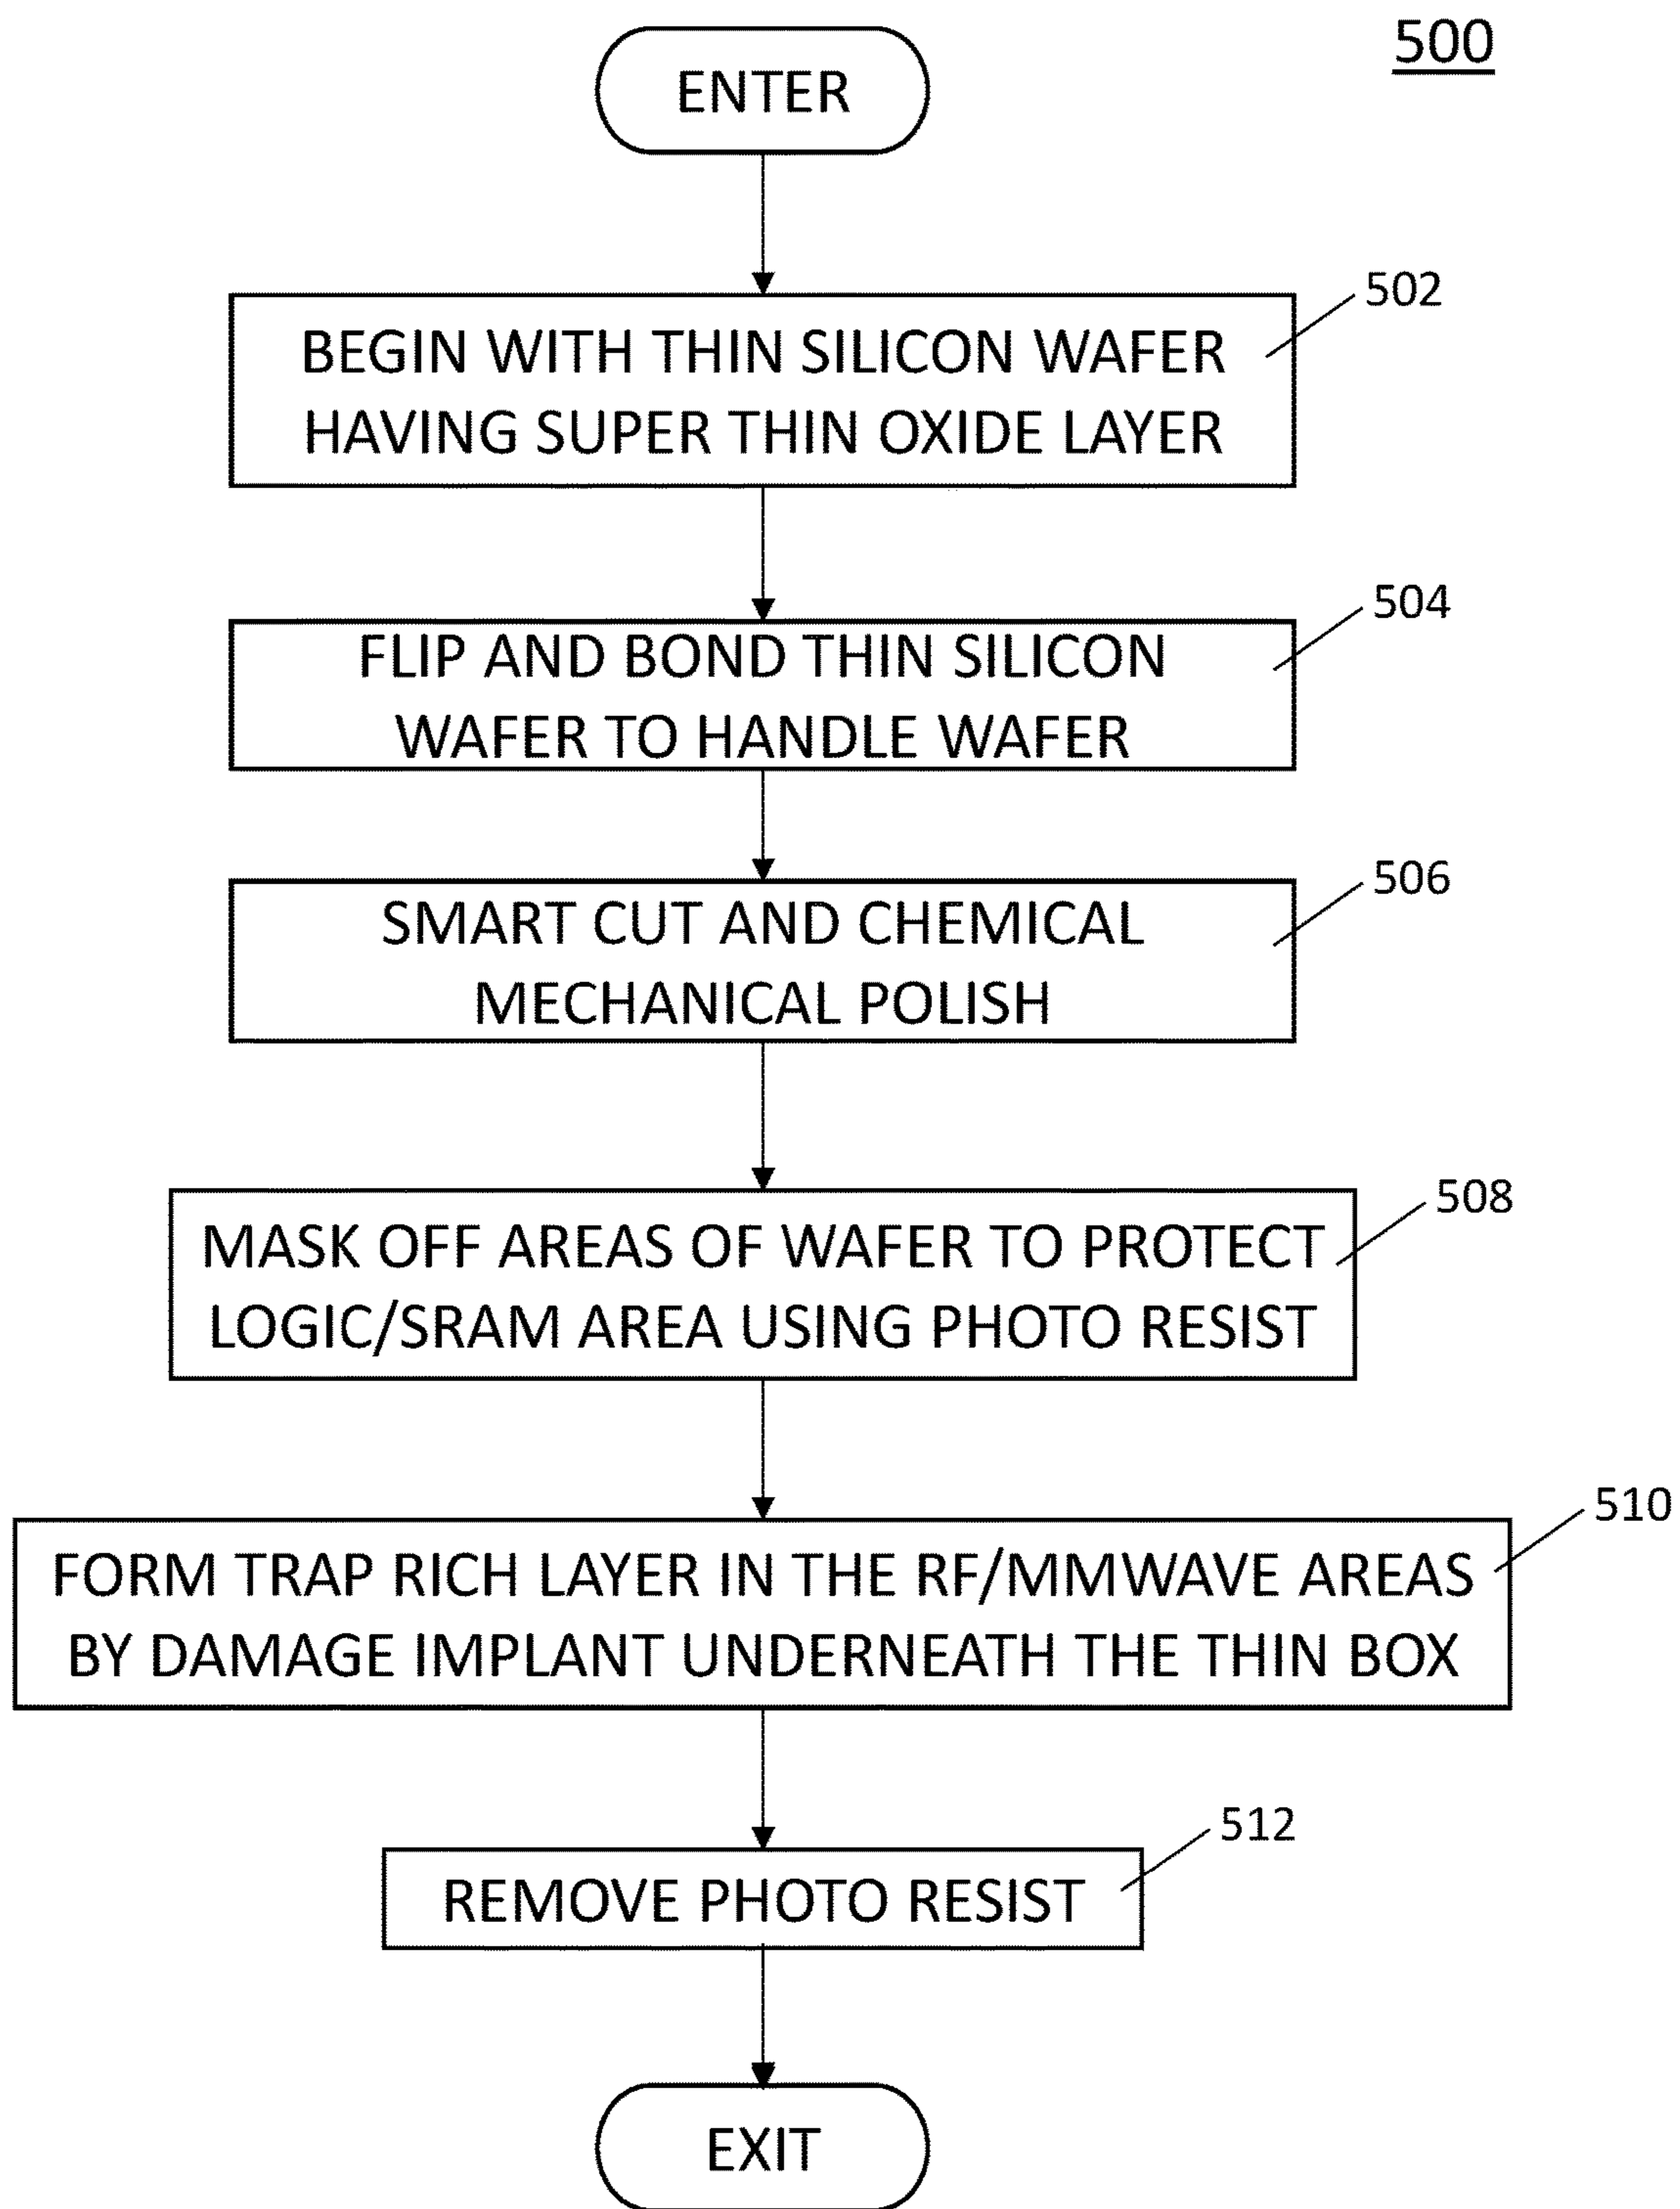 500
ENTER
502
BEGIN WITH THIN SILICON WAFER
HAVING SUPER THIN OXIDE LAYER
504
FLIP AND BOND THIN SILICON
WAFER TO HANDLE WAFER
506
SMART CUT AND CHEMICAL
MECHANICAL POLISH
508
MASK OFF AREAS OF WAFER TO PROTECT
LOGIC/SRAM AREA USING PHOTO RESIST
510
FORM TRAP RICH LAYER IN THE RF/MMWAVE AREAS
BY DAMAGE IMPLANT UNDERNEATH THE THIN BOX
512
REMOVE PHOTO RESIST
EXIT